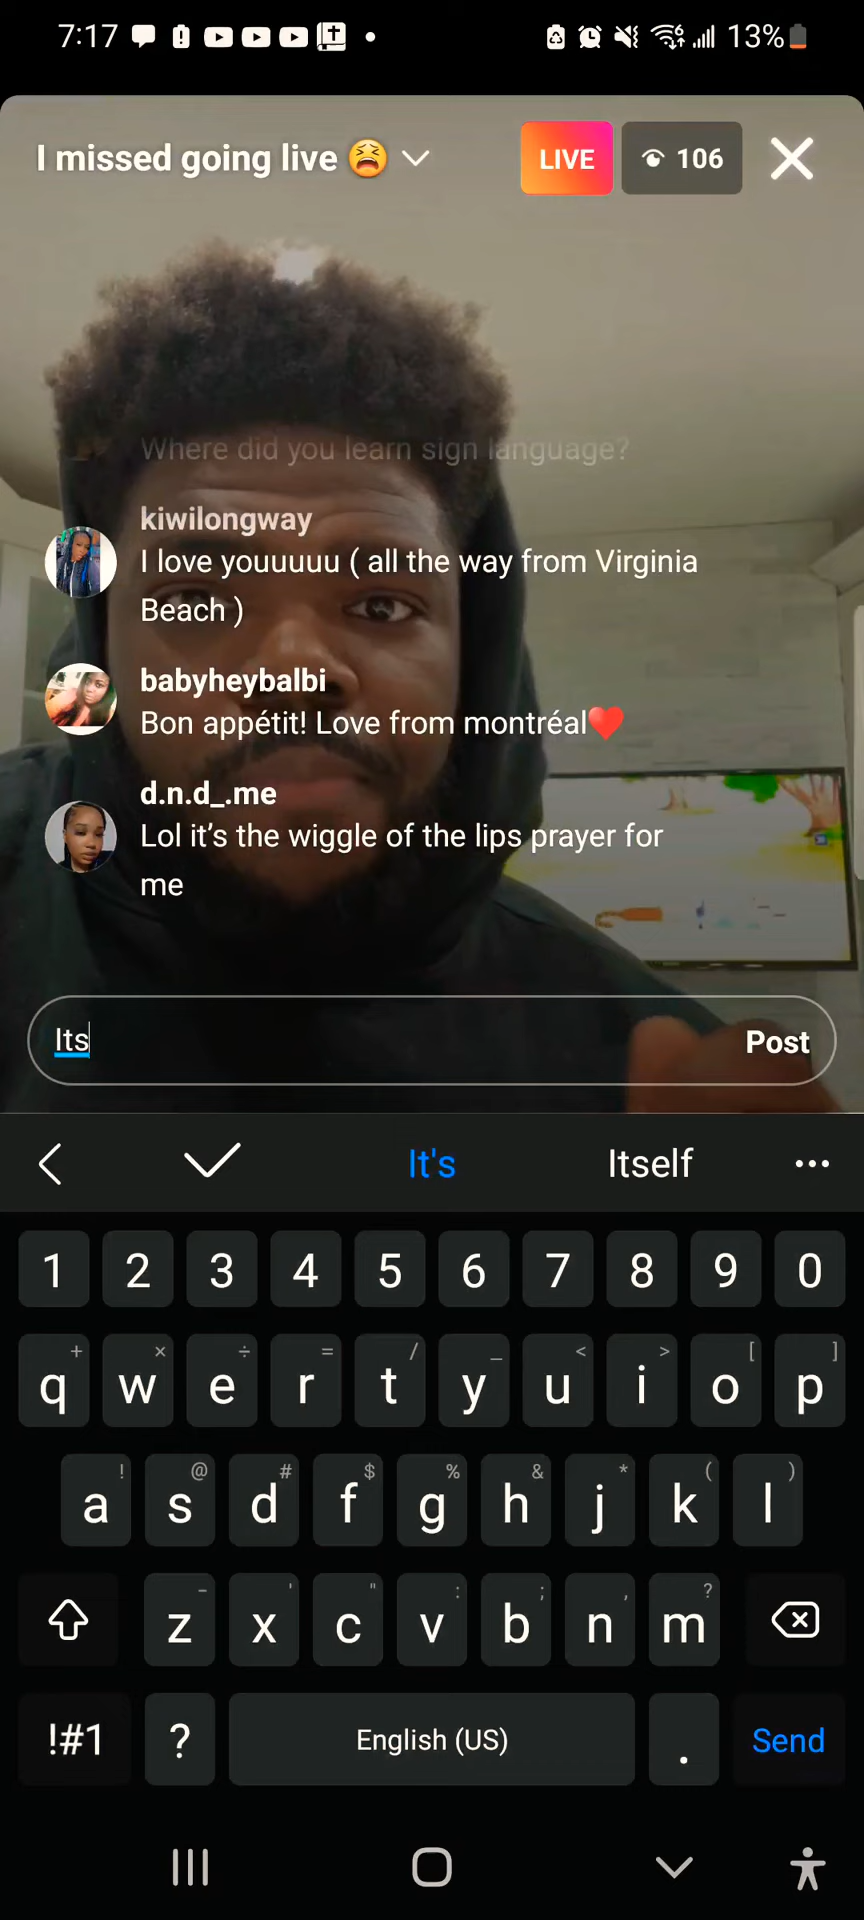 7:17 13%
I missed going live 😫
LIVE 106
Where did you learn sign language?
kiwilongway
I love youuuuu ( all the way from Virginia
Beach )
babyheybalbi
Bon appétit! Love from montréal❤️
d.n.d_.me
Lol it’s the wiggle of the lips prayer for
me
Its Post
It's Itself ...
1 2 3 4 5 6 7 8 9 0
+ × ÷ = / _ < > [ ]
q w e r t y u i o p
! @ # $ % & * ( )
a s d f g h j k l
- ' " : ; , ?
z x c v b n m
!#1 ? English (US) . Send